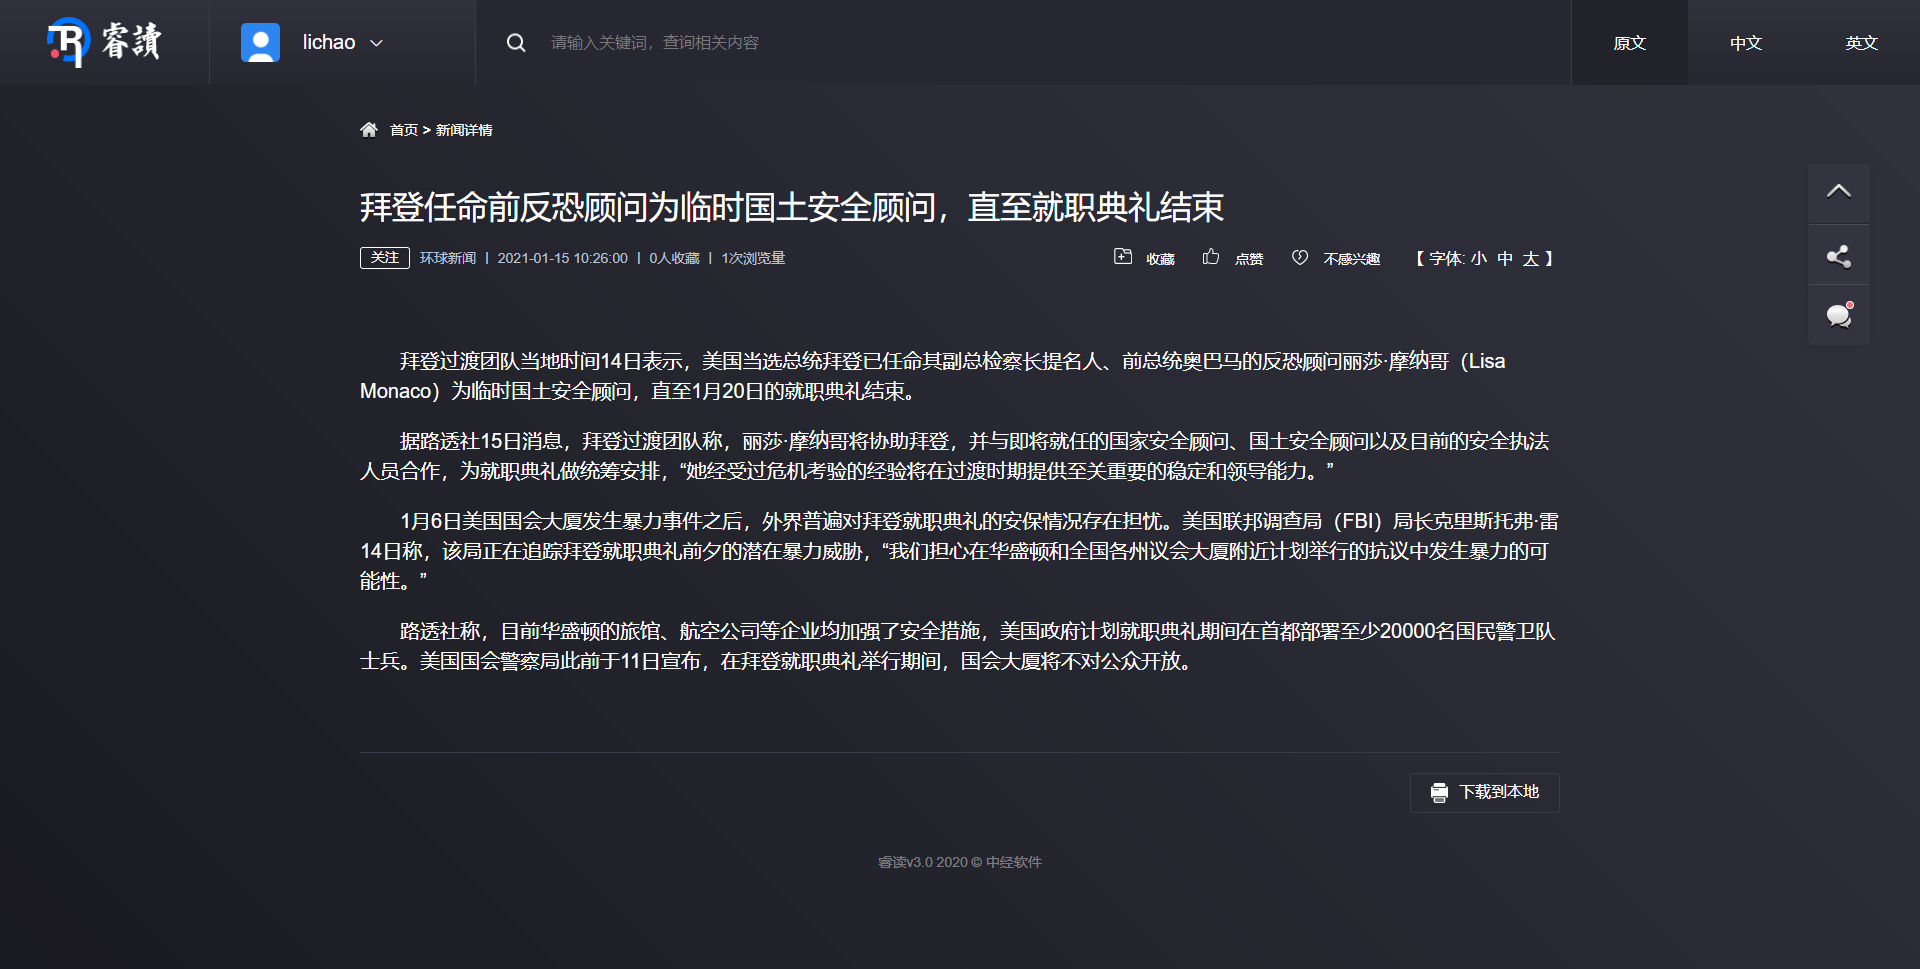 睿讀
lichao
请输入关键词，查询相关内容
原文
中文
英文
首页 > 新闻详情
拜登任命前反恐顾问为临时国土安全顾问，直至就职典礼结束
关注 环球新闻 | 2021-01-15 10:26:00 | 0人收藏 | 1次浏览量
收藏 点赞 不感兴趣 【 字体: 小 中 大 】
拜登过渡团队当地时间14日表示，美国当选总统拜登已任命其副总检察长提名人、前总统奥巴马的反恐顾问丽莎·摩纳哥（Lisa
Monaco）为临时国土安全顾问，直至1月20日的就职典礼结束。
据路透社15日消息，拜登过渡团队称，丽莎·摩纳哥将协助拜登，并与即将就任的国家安全顾问、国土安全顾问以及目前的安全执法
人员合作，为就职典礼做统筹安排，“她经受过危机考验的经验将在过渡时期提供至关重要的稳定和领导能力。”
1月6日美国国会大厦发生暴力事件之后，外界普遍对拜登就职典礼的安保情况存在担忧。美国联邦调查局（FBI）局长克里斯托弗·雷
14日称，该局正在追踪拜登就职典礼前夕的潜在暴力威胁，“我们担心在华盛顿和全国各州议会大厦附近计划举行的抗议中发生暴力的可
能性。”
路透社称，目前华盛顿的旅馆、航空公司等企业均加强了安全措施，美国政府计划就职典礼期间在首都部署至少20000名国民警卫队
士兵。美国国会警察局此前于11日宣布，在拜登就职典礼举行期间，国会大厦将不对公众开放。
下载到本地
睿读v3.0 2020 © 中经软件